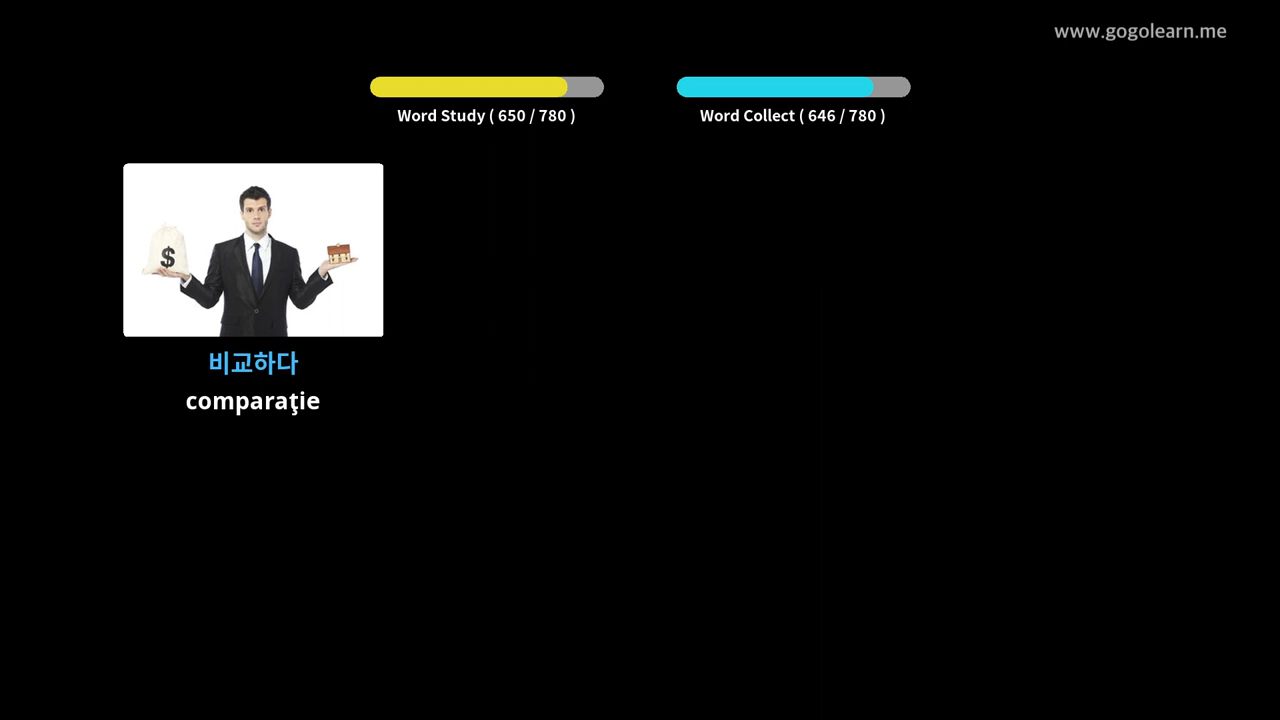 www.gogolearn.me
Word Study ( 650 / 780 )
Word Collect ( 646 / 780 )
$
비교하다
comparaţie